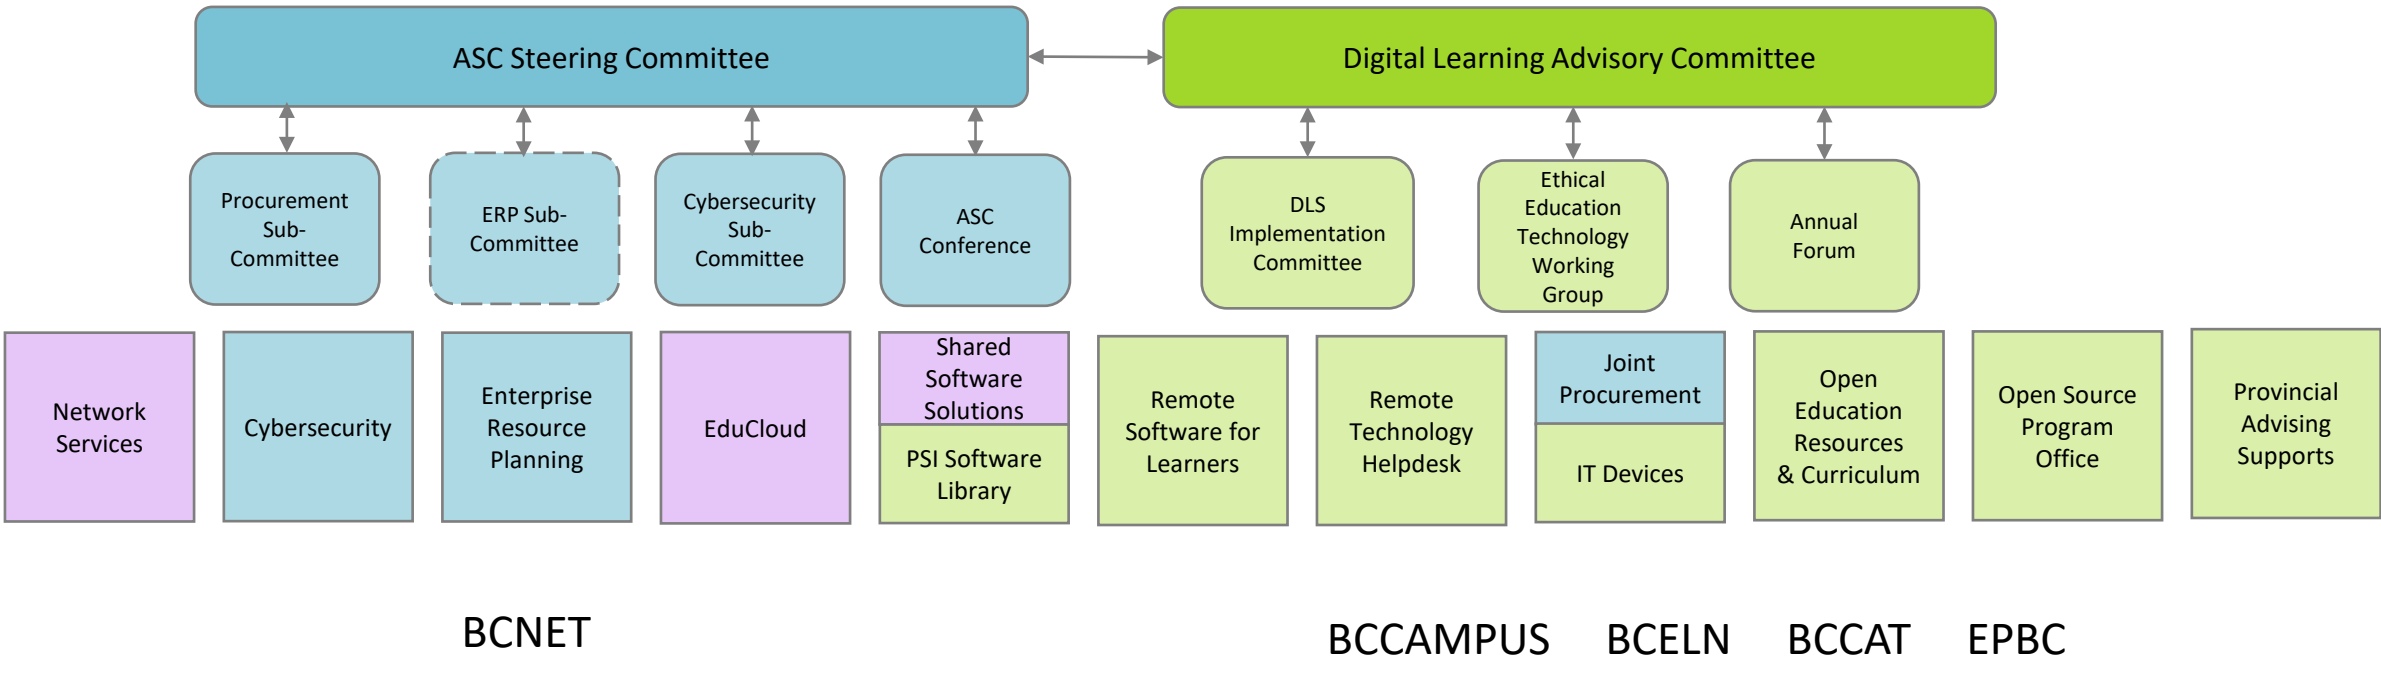 ASC Steering Committee
Digital Learning Advisory Committee
Procurement
Sub-
Committee
ERP Sub-
Committee
Cybersecurity
Sub-
Committee
ASC
Conference
DLS
Implementation
Committee
Ethical
Education
Technology
Working
Group
Annual
Forum
Network
Services
Cybersecurity
Enterprise
Resource
Planning
EduCloud
Shared
Software
Solutions
PSI Software
Library
Remote
Software for
Learners
Remote
Technology
Helpdesk
Joint
Procurement
IT Devices
Open
Education
Resources
& Curriculum
Open Source
Program
Office
Provincial
Advising
Supports
BCNET
BCCAMPUS
BCELN
BCCAT
EPBC